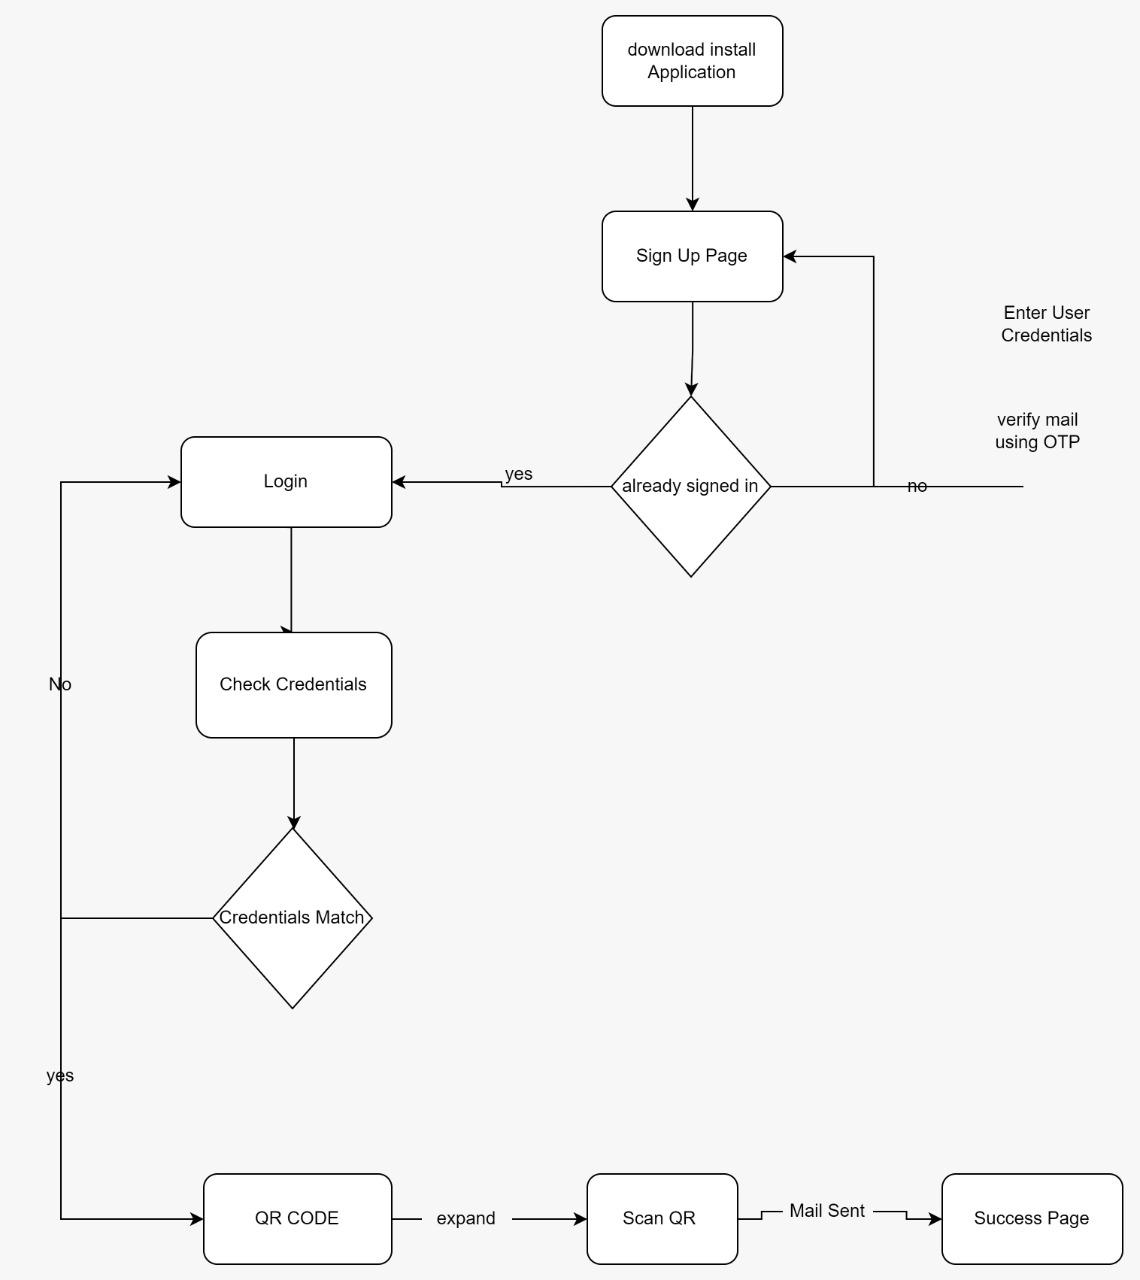 download install
Application
Sign Up Page
Enter User
Credentials
verify mail
using OTP
Login
yes
already signed in
no
No
Check Credentials
Credentials Match
yes
QR CODE
expand
Scan QR
Mail Sent
Success Page